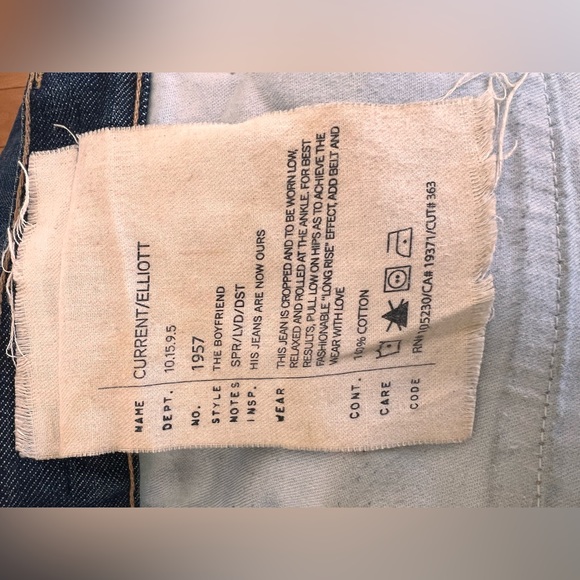 NAME CURRENT/ELLIOTT
DEPT. 10.15.9.5
NO. 1957
STYLE THE BOYFRIEND
NOTES SPR/LVD/DST
INSP. HIS JEANS ARE NOW OURS
WEAR THIS JEAN IS CROPPED AND TO BE WORN LOW,
RELAXED AND ROLLED AT THE ANKLE. FOR BEST
RESULTS, PULL LOW ON HIPS AS TO ACHIEVE THE
FASHIONABLE "LONG RISE" EFFECT, ADD BELT AND
WEAR WITH LOVE
CONT. 100% COTTON
CARE
CODE RN#105230/CA# 19371/CUT# 363